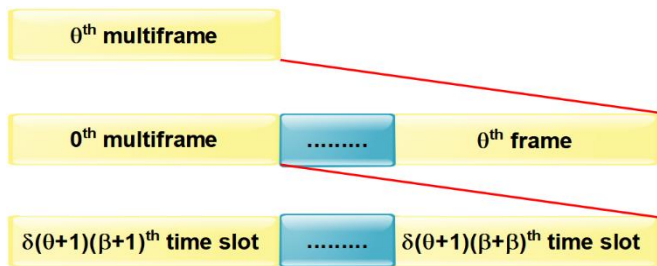 θᵗʰ multiframe
0ᵗʰ multiframe ......... θᵗʰ frame
δ(θ+1)(β+1)ᵗʰ time slot ......... δ(θ+1)(β+β)ᵗʰ time slot